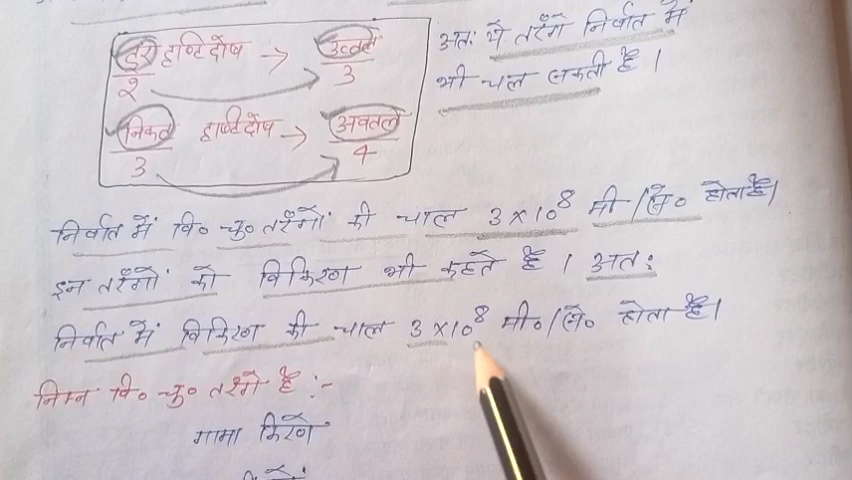 दूर दृष्टि दोष → उत्तल
2 3
निकट दृष्टि दोष → अवतल
3 4
अतः ये तरंगें निर्वात में
भी चल सकती हैं।
निर्वात में वि० चु० तरंगों की चाल 3×10⁸ मी/से० होता है।
इन तरंगों को विकिरण भी कहते हैं। अतः
निर्वात में विकिरण की चाल 3×10⁸ मी०/से० होता है।
निम्न वि० चु० तरंगे हैं:-
गामा किरणें